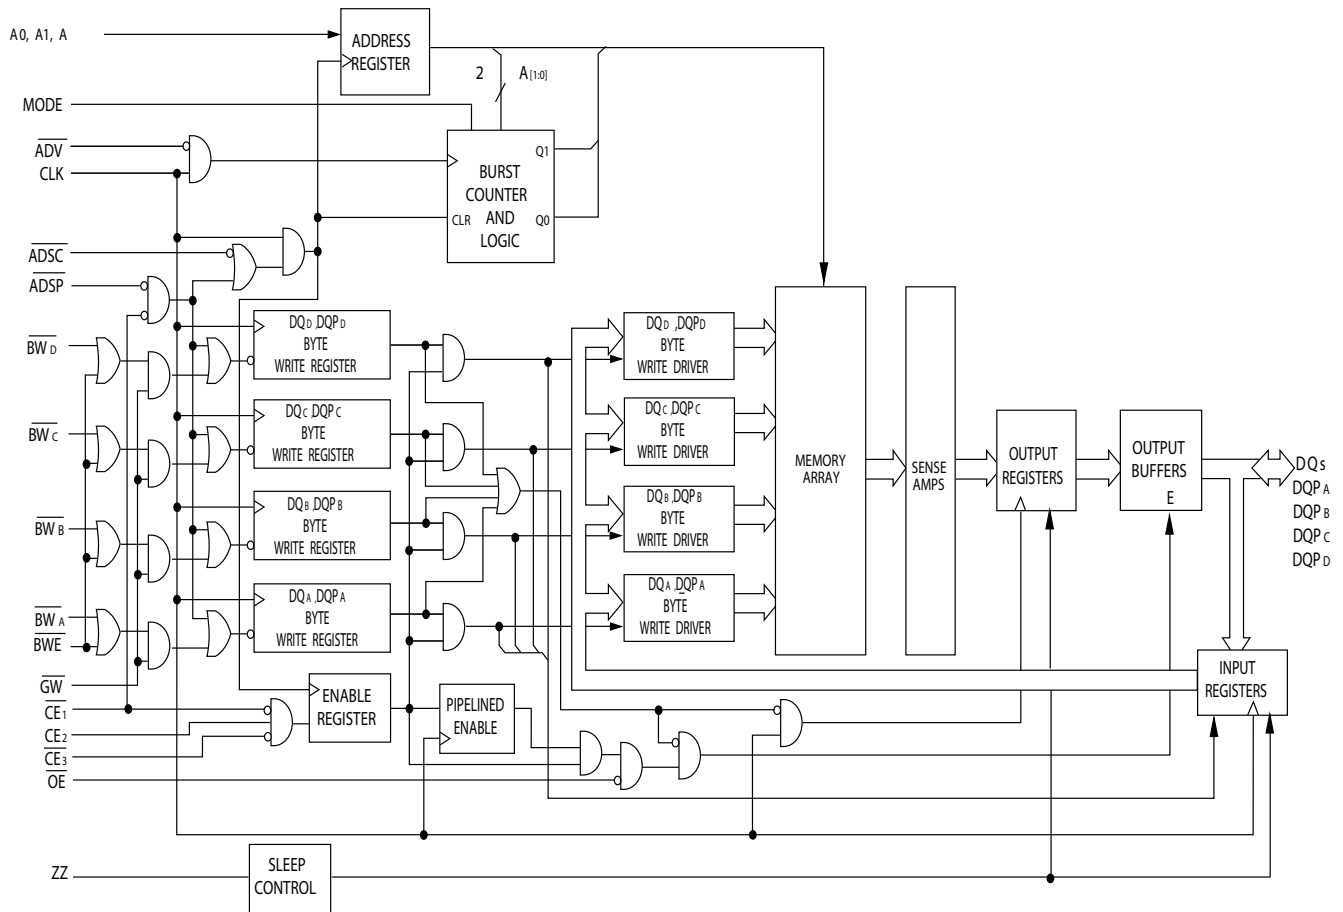 A0, A1, A
ADDRESS
REGISTER
2 A[1:0]
MODE
ADV
CLK
BURST
COUNTER
AND
LOGIC
CLR
Q1
Q0
ADSC
ADSP
DQD ,DQPD
BYTE
WRITE REGISTER
DQD ,DQPD
BYTE
WRITE DRIVER
BWD
DQC ,DQPC
BYTE
WRITE REGISTER
DQC ,DQPC
BYTE
WRITE DRIVER
BWC
MEMORY
ARRAY
SENSE
AMPS
OUTPUT
REGISTERS
OUTPUT
BUFFERS
E
DQs
DQPA
DQPB
DQPC
DQPD
DQB ,DQPB
BYTE
WRITE REGISTER
DQB ,DQPB
BYTE
WRITE DRIVER
BWB
DQA ,DQPA
BYTE
WRITE REGISTER
DQA ,DQPA
BYTE
WRITE DRIVER
BWA
BWE
GW
CE1
CE2
CE3
OE
ENABLE
REGISTER
PIPELINED
ENABLE
INPUT
REGISTERS
ZZ
SLEEP
CONTROL